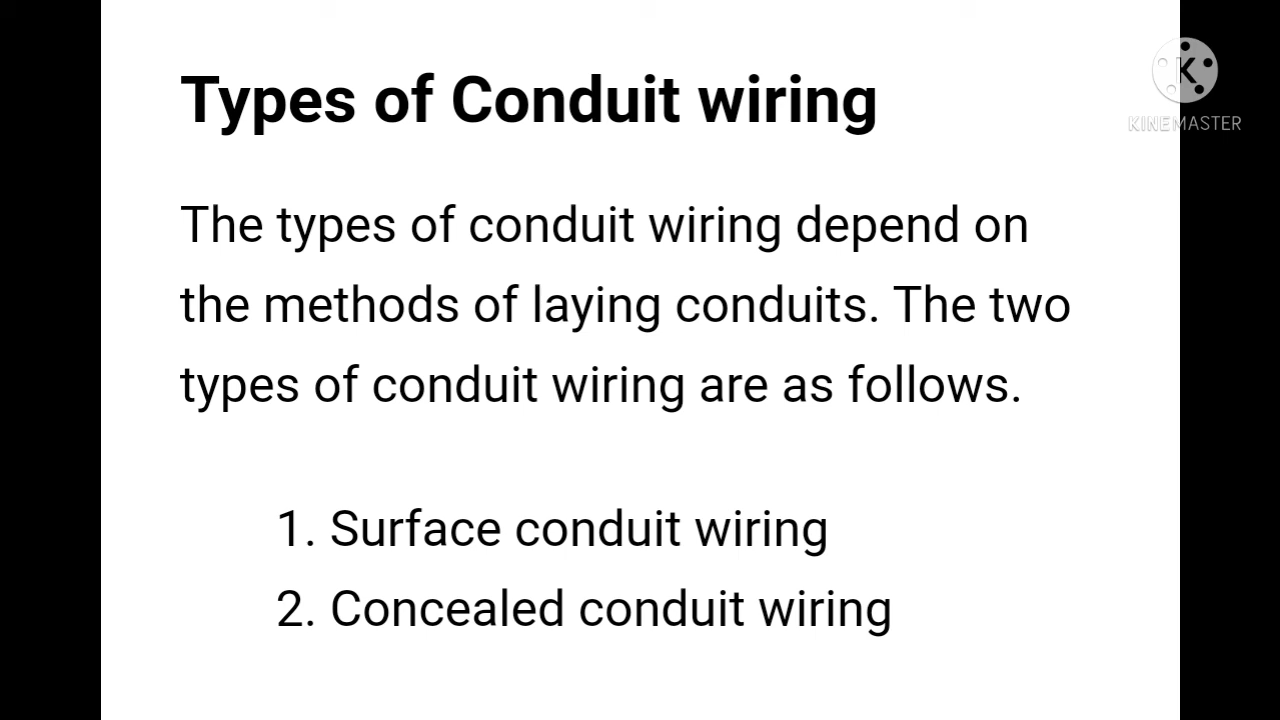 Types of Conduit wiring
KINEMASTER
The types of conduit wiring depend on
the methods of laying conduits. The two
types of conduit wiring are as follows.
1. Surface conduit wiring
2. Concealed conduit wiring